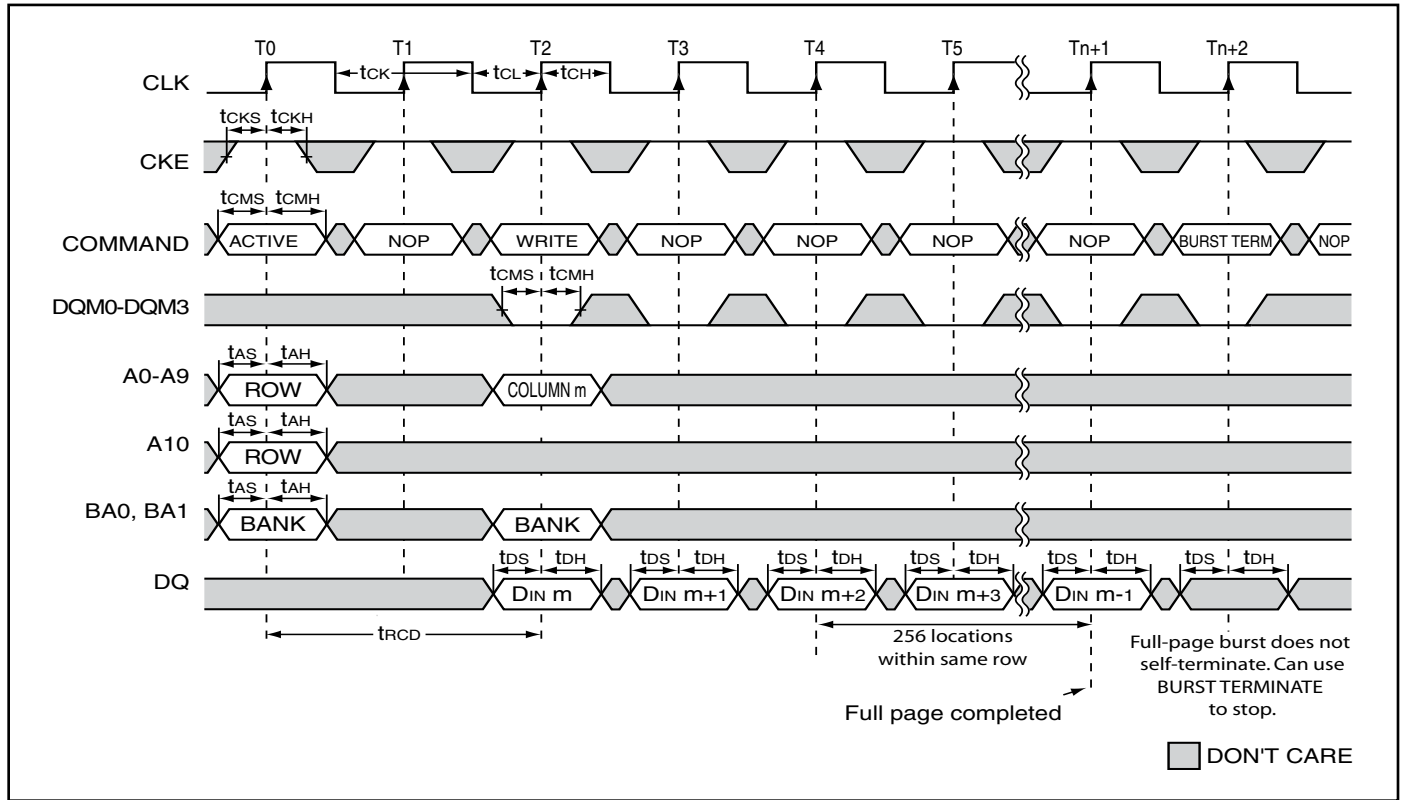 T0 T1 T2 T3 T4 T5 Tn+1 Tn+2
CLK tCK tCL tCH
tCKS tCKH
CKE
tCMS tCMH
COMMAND ACTIVE NOP WRITE NOP NOP NOP NOP BURST TERM NOP
tCMS tCMH
DQM0-DQM3
tAS tAH
A0-A9 ROW COLUMN m
tAS tAH
A10 ROW
tAS tAH
BA0, BA1 BANK BANK
tDS tDH tDS tDH tDS tDH tDS tDH tDS tDH tDS tDH
DQ DIN m DIN m+1 DIN m+2 DIN m+3 DIN m-1
tRCD
256 locations
within same row
Full page completed
Full-page burst does not
self-terminate. Can use
BURST TERMINATE
to stop.
DON'T CARE